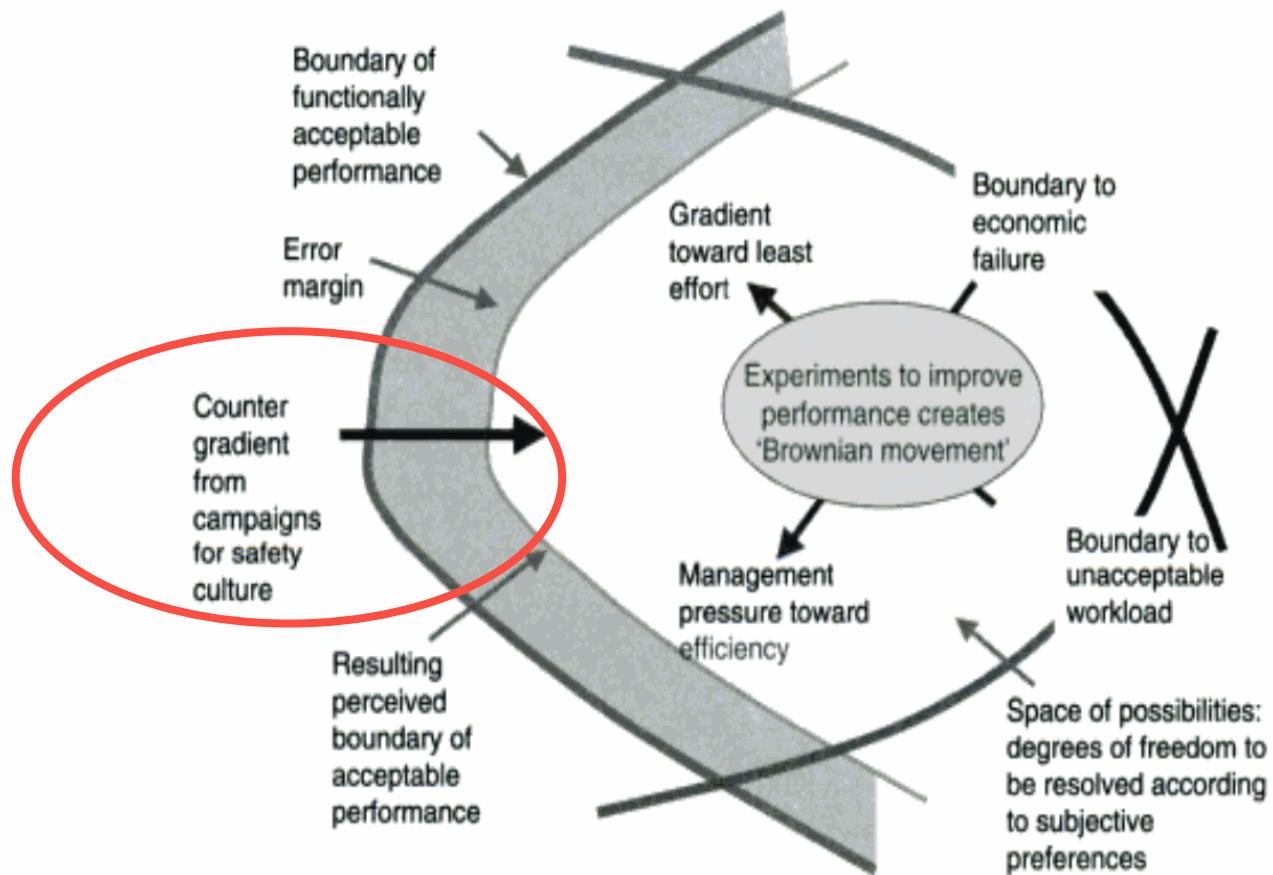 Boundary of
functionally
acceptable
performance
Error
margin
Counter
gradient
from
campaigns
for safety
culture
Resulting
perceived
boundary of
acceptable
performance
Gradient
toward least
effort
Boundary to
economic
failure
Experiments to improve
performance creates
‘Brownian movement’
Management
pressure toward
efficiency
Boundary to
unacceptable
workload
Space of possibilities:
degrees of freedom to
be resolved according
to subjective
preferences